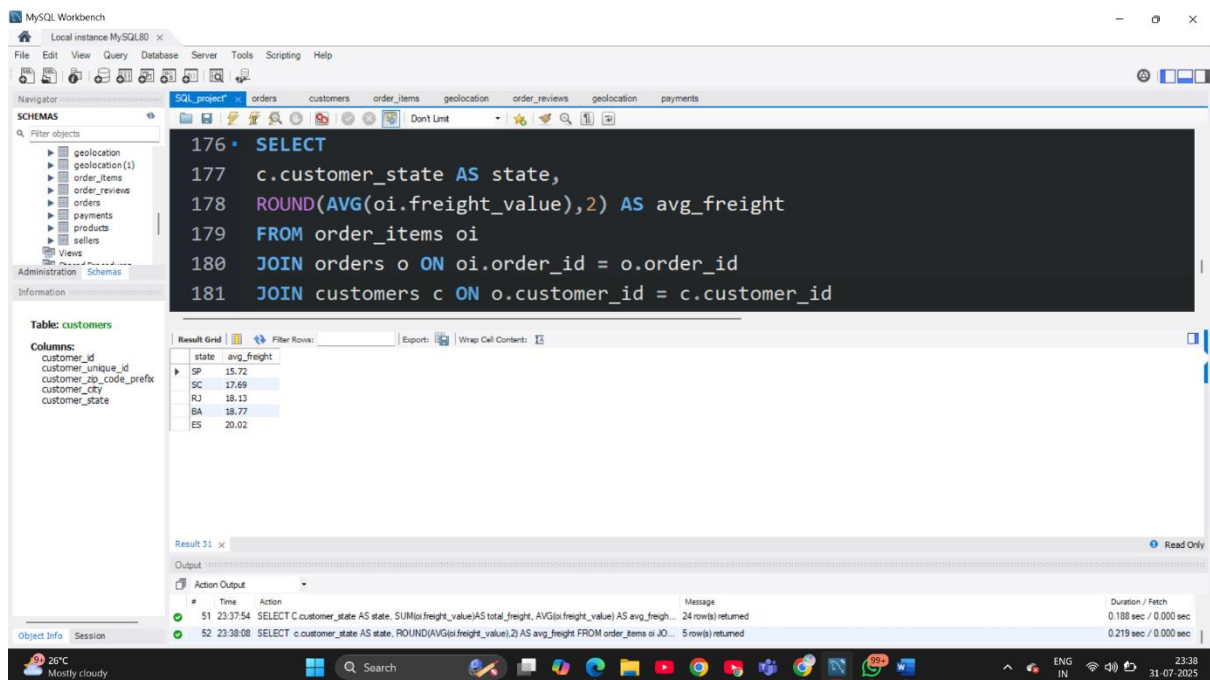 MySQL Workbench
Local instance MySQL80 ×
File Edit View Query Database Server Tools Scripting Help
Navigator
SQL_project* × orders customers order_items geolocation order_reviews geolocation payments
SCHEMAS
Don't Limit
Filter objects
geolocation
geolocation (1)
order_items
order_reviews
orders
payments
products
sellers
Views
Administration Schemas
Information
Table: customers
Columns:
customer_id
customer_unique_id
customer_zip_code_prefix
customer_city
customer_state
176 SELECT
177 c.customer_state AS state,
178 ROUND(AVG(oi.freight_value),2) AS avg_freight
179 FROM order_items oi
180 JOIN orders o ON oi.order_id = o.order_id
181 JOIN customers c ON o.customer_id = c.customer_id
Result Grid Filter Rows: Export: Wrap Cell Content:
state avg_freight
SP 15.72
SC 17.69
RJ 18.13
BA 18.77
ES 20.02
Result 31 × Read Only
Output
Action Output
# Time Action Message Duration / Fetch
51 23:37:54 SELECT C.customer_state AS state, SUM(oi.freight_value)AS total_freight, AVG(oi.freight_value) AS avg_freigh... 24 row(s) returned 0.188 sec / 0.000 sec
52 23:38:08 SELECT c.customer_state AS state, ROUND(AVG(oi.freight_value),2) AS avg_freight FROM order_items oi JO... 5 row(s) returned 0.219 sec / 0.000 sec
Object Info Session
26°C
Mostly cloudy
Search
99+
ENG
IN
23:38
31-07-2025